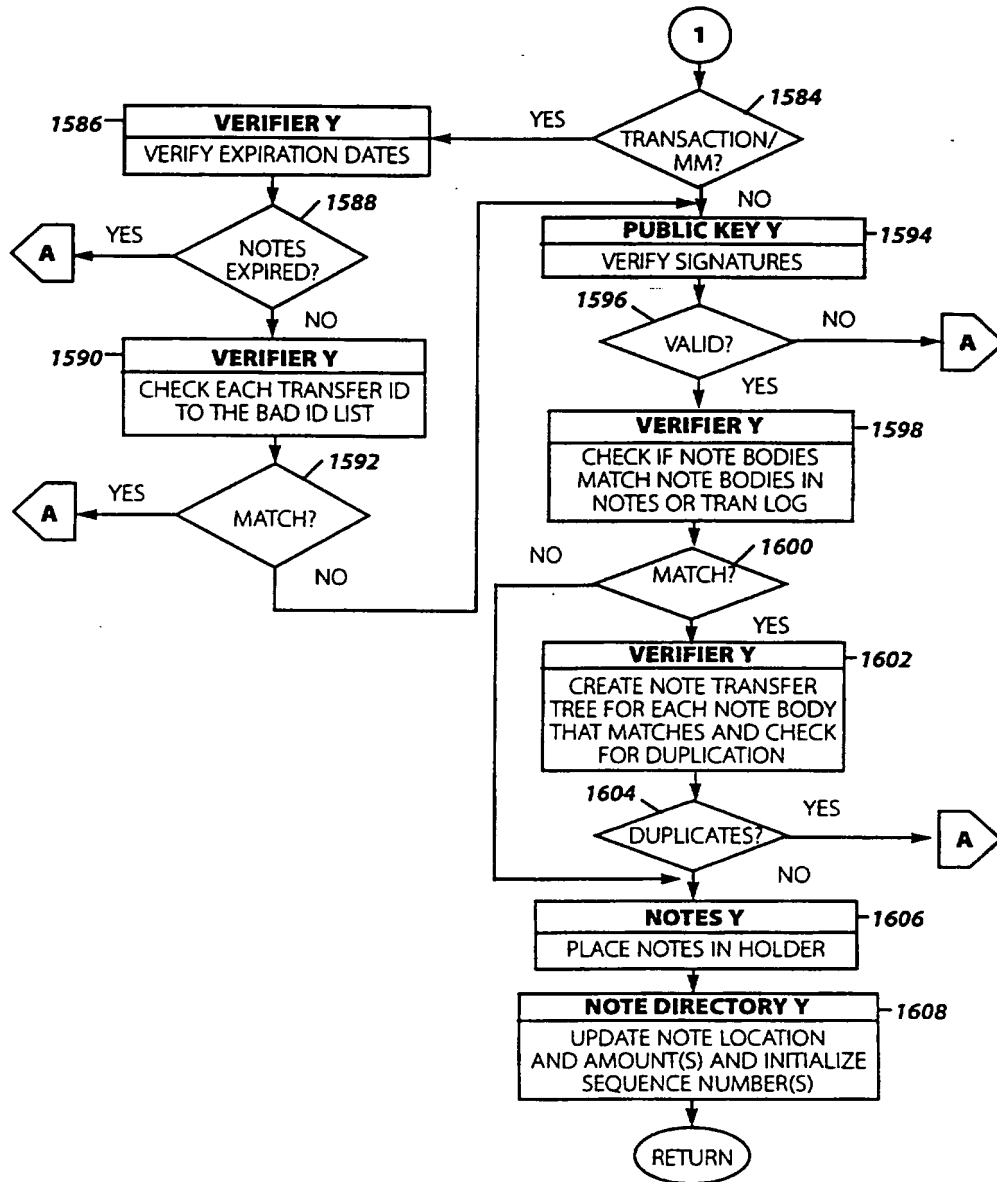 1
1584
TRANSACTION/
MM?
YES
NO
1586
VERIFIER Y
VERIFY EXPIRATION DATES
1588
NOTES
EXPIRED?
YES
A
NO
1590
VERIFIER Y
CHECK EACH TRANSFER ID
TO THE BAD ID LIST
1592
MATCH?
YES
A
NO
PUBLIC KEY Y
1594
VERIFY SIGNATURES
1596
VALID?
NO
A
YES
VERIFIER Y
1598
CHECK IF NOTE BODIES
MATCH NOTE BODIES IN
NOTES OR TRAN LOG
1600
MATCH?
NO
YES
VERIFIER Y
1602
CREATE NOTE TRANSFER
TREE FOR EACH NOTE BODY
THAT MATCHES AND CHECK
FOR DUPLICATION
1604
DUPLICATES?
YES
A
NO
NOTES Y
1606
PLACE NOTES IN HOLDER
NOTE DIRECTORY Y
1608
UPDATE NOTE LOCATION
AND AMOUNT(S) AND INITIALIZE
SEQUENCE NUMBER(S)
RETURN